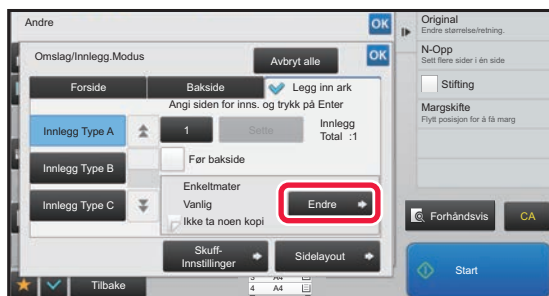 Andre
OK
Omslag/Innlegg.Modus
Avbryt alle
OK
Forside
Bakside
Legg inn ark
Angi siden for inns. og trykk på Enter
Innlegg Type A
1
Sette
Innlegg
Total :1
Før bakside
Innlegg Type B
Enkeltmater
Vanlig
Endre
Ikke ta noen kopi
Innlegg Type C
Skuff-
Innstillinger
Sidelayout
Tilbake
3 A4
4 A4
Original
Endre størrelse/retning.
N-Opp
Sett flere sider i én side
Stifting
Margskifte
Flytt posisjon for å få marg
Forhåndsvis
CA
Start